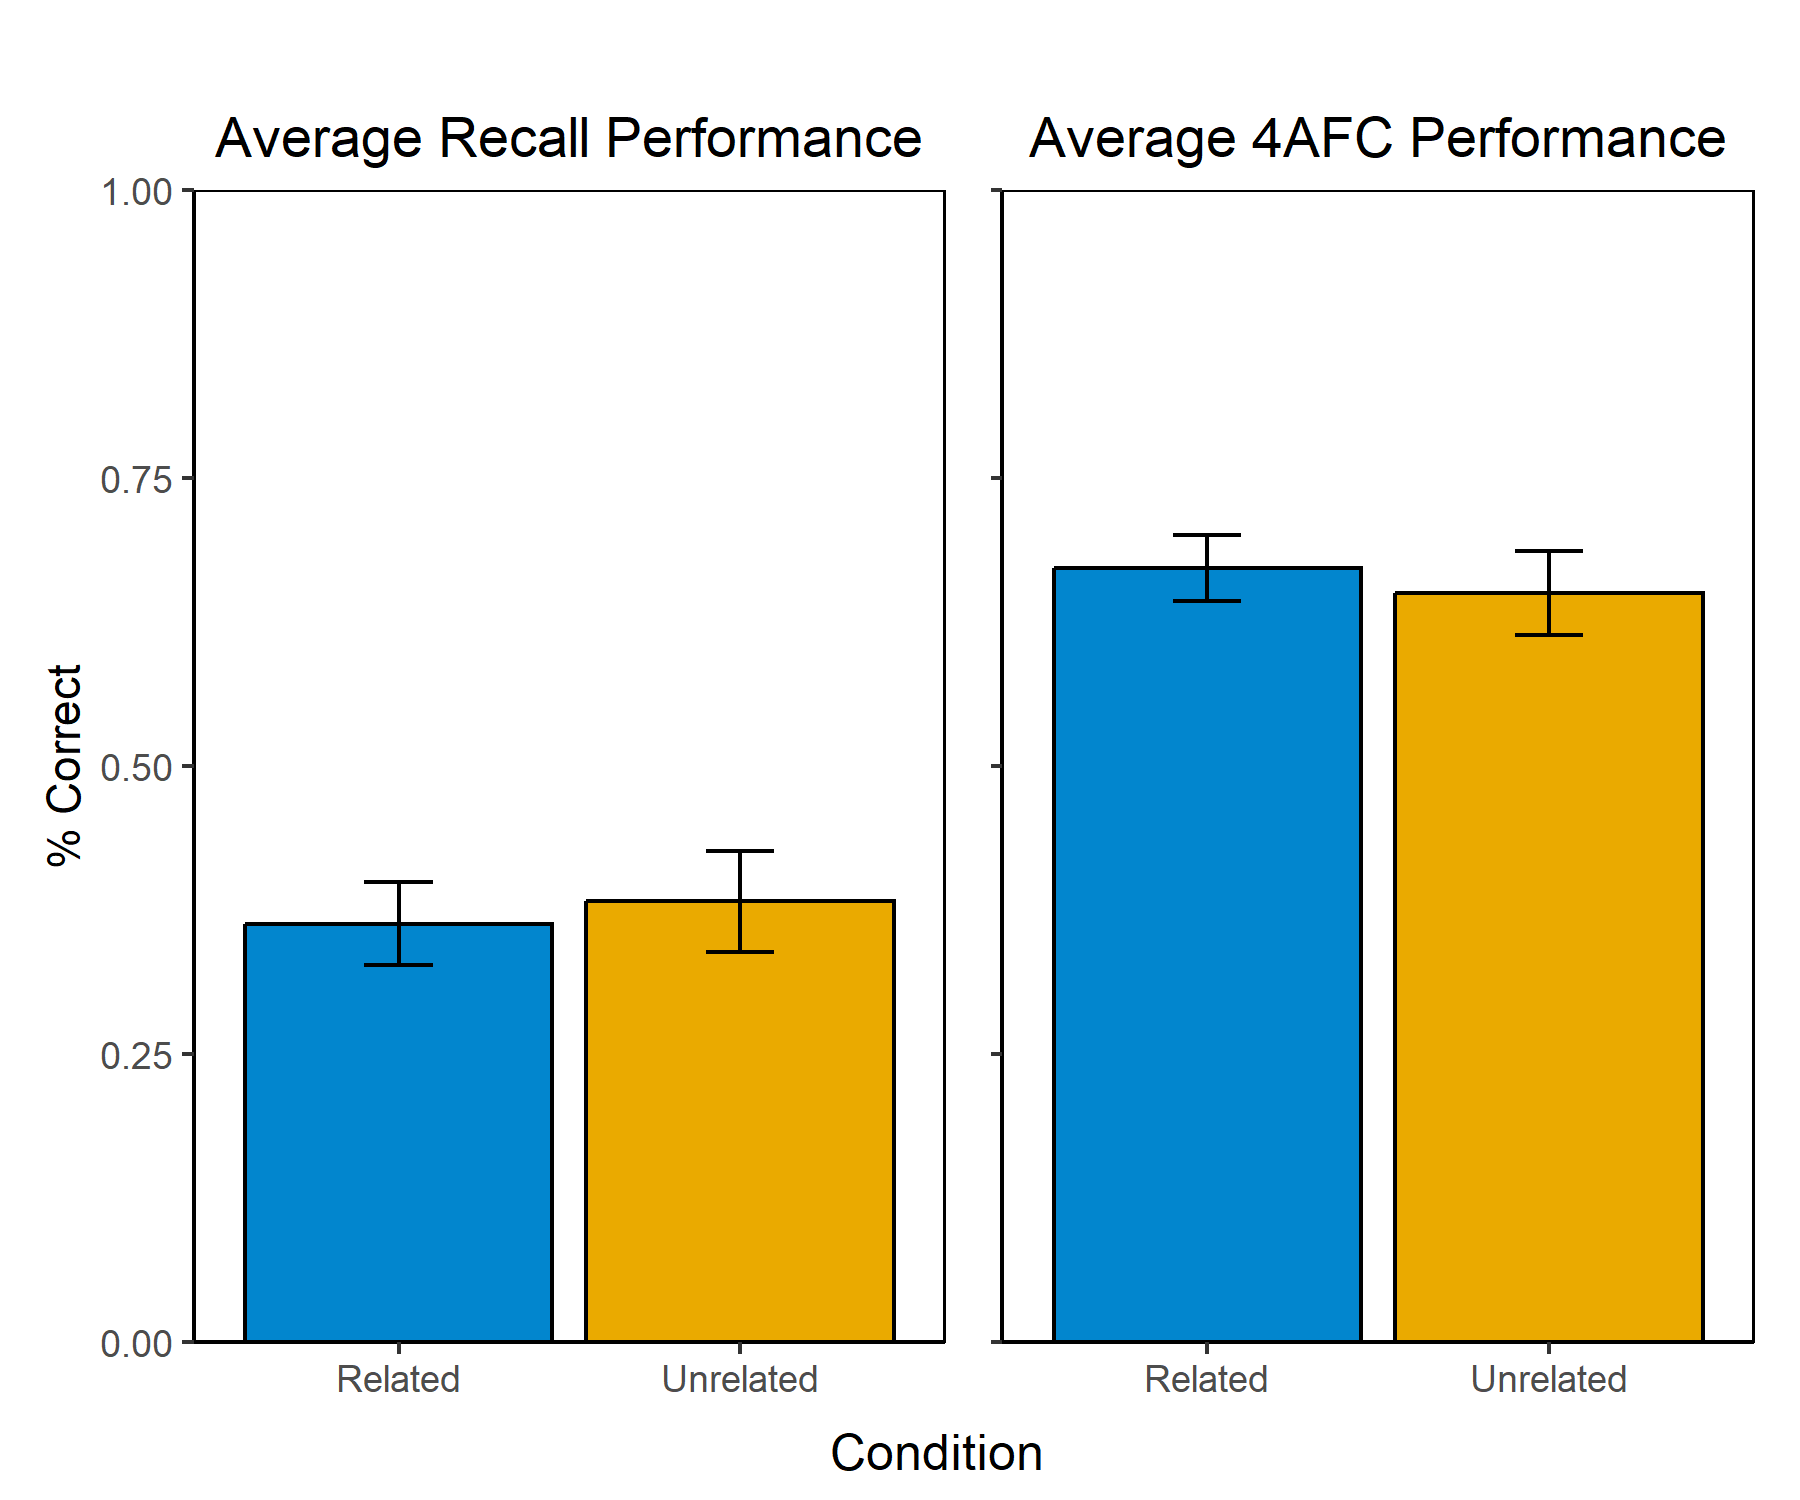 Average Recall Performance
Average 4AFC Performance
% Correct
1.00
0.75
0.50
0.25
0.00
Related
Unrelated
Related
Unrelated
Condition